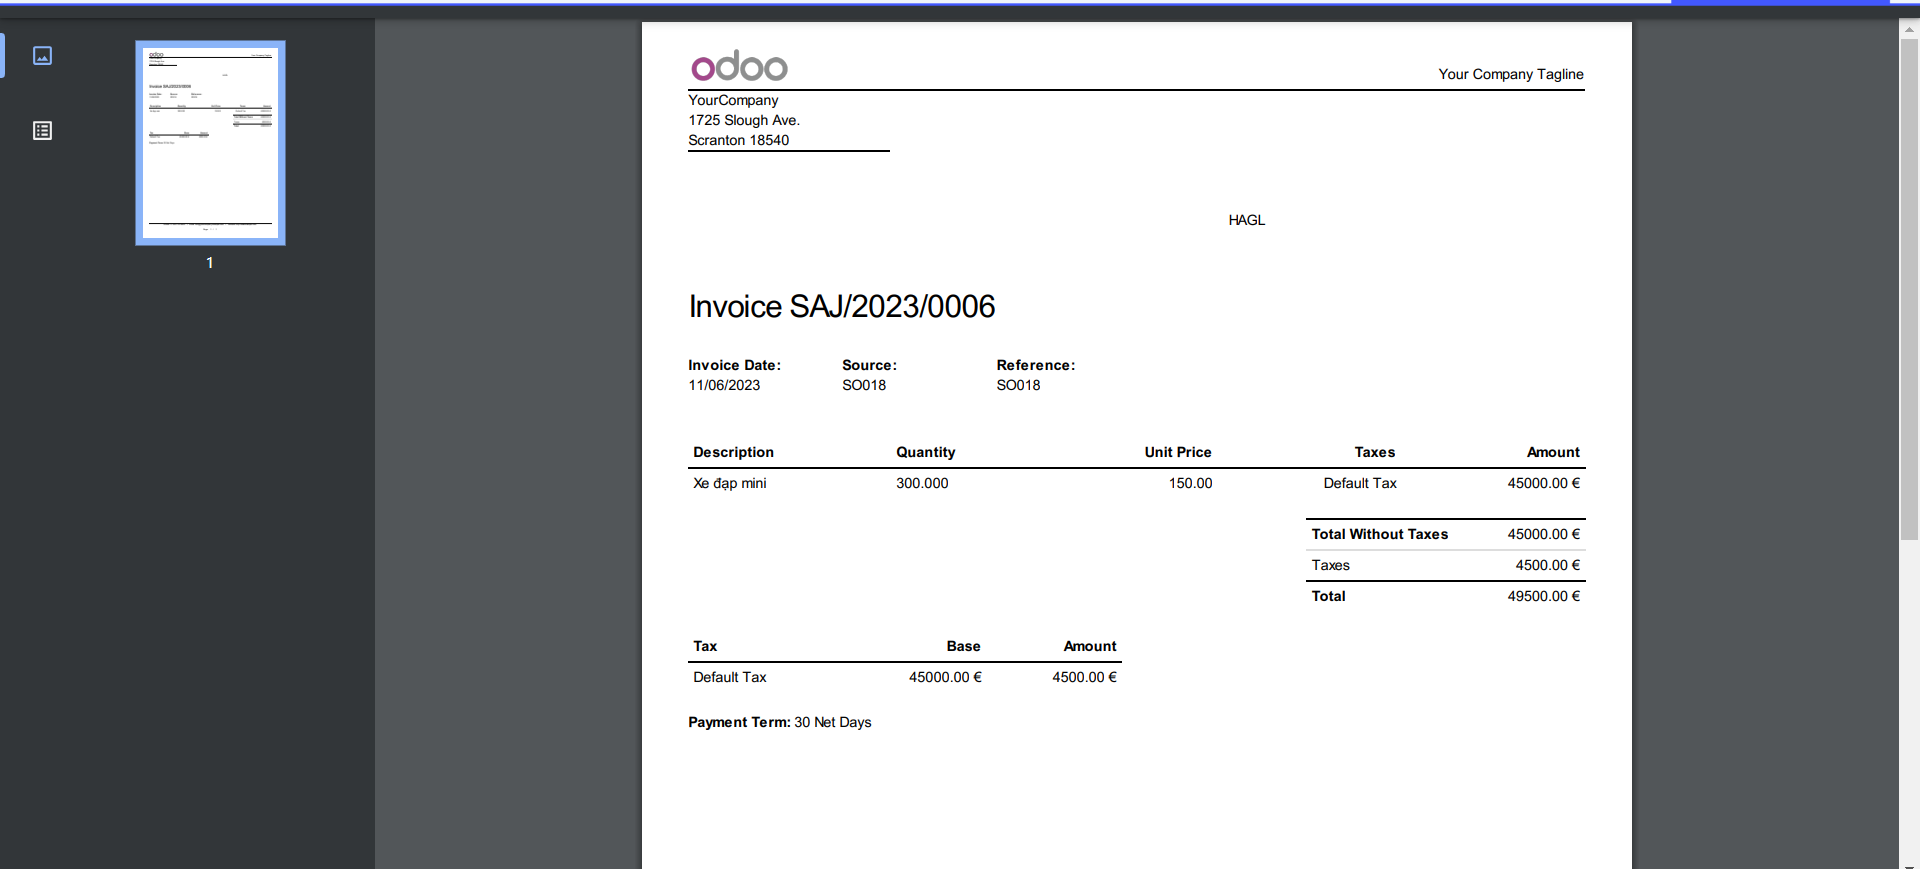 odoo
Your Company Tagline
YourCompany
1725 Slough Ave.
Scranton 18540
HAGL
Invoice SAJ/2023/0006
Invoice Date: Source: Reference:
11/06/2023 SO018 SO018
Description Quantity Unit Price Taxes Amount
Xe đạp mini 300.000 150.00 Default Tax 45000.00 €
Total Without Taxes 45000.00 €
Taxes 4500.00 €
Total 49500.00 €
Tax Base Amount
Default Tax 45000.00 € 4500.00 €
Payment Term: 30 Net Days
1